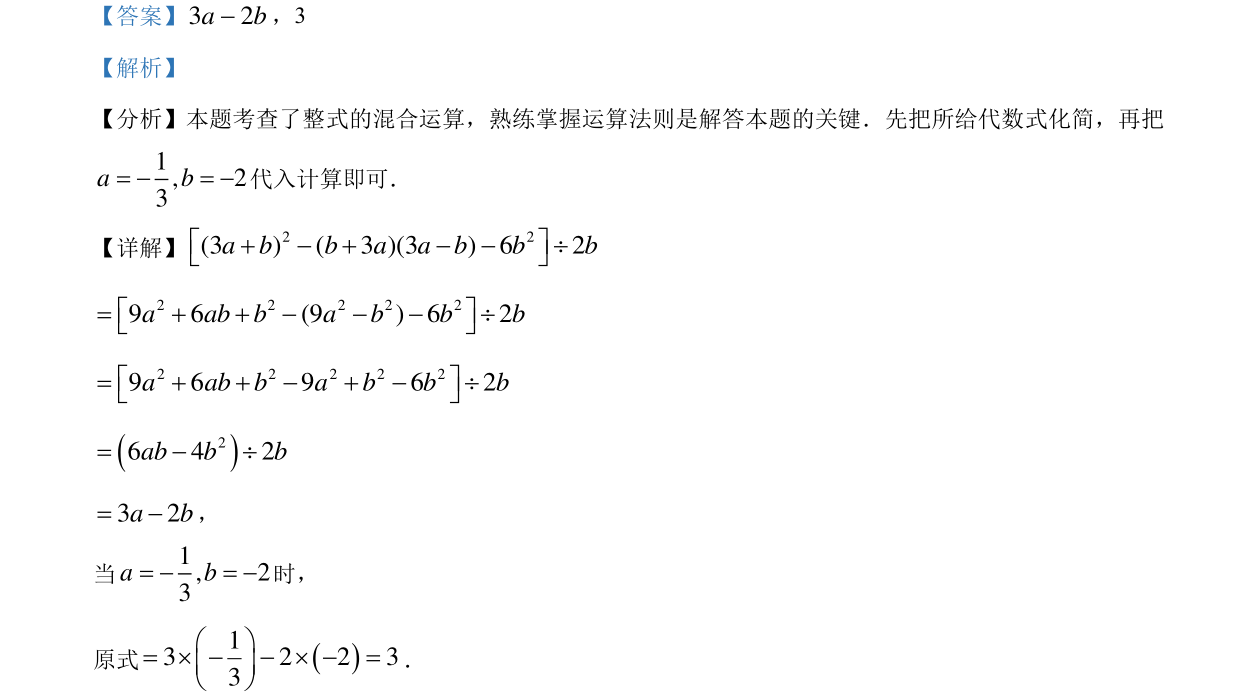 【答案】3a − 2b，3
【解析】
【分析】本题考查了整式的混合运算，熟练掌握运算法则是解答本题的关键．先把所给代数式化简，再把
a = −1/3, b = −2代入计算即可．
【详解】[(3a + b)² − (b + 3a)(3a − b) − 6b²] ÷ 2b
= [9a² + 6ab + b² − (9a² − b²) − 6b²] ÷ 2b
= [9a² + 6ab + b² − 9a² + b² − 6b²] ÷ 2b
= (6ab − 4b²) ÷ 2b
= 3a − 2b，
当a = −1/3, b = −2时，
原式= 3×(−1/3) − 2×(−2) = 3．